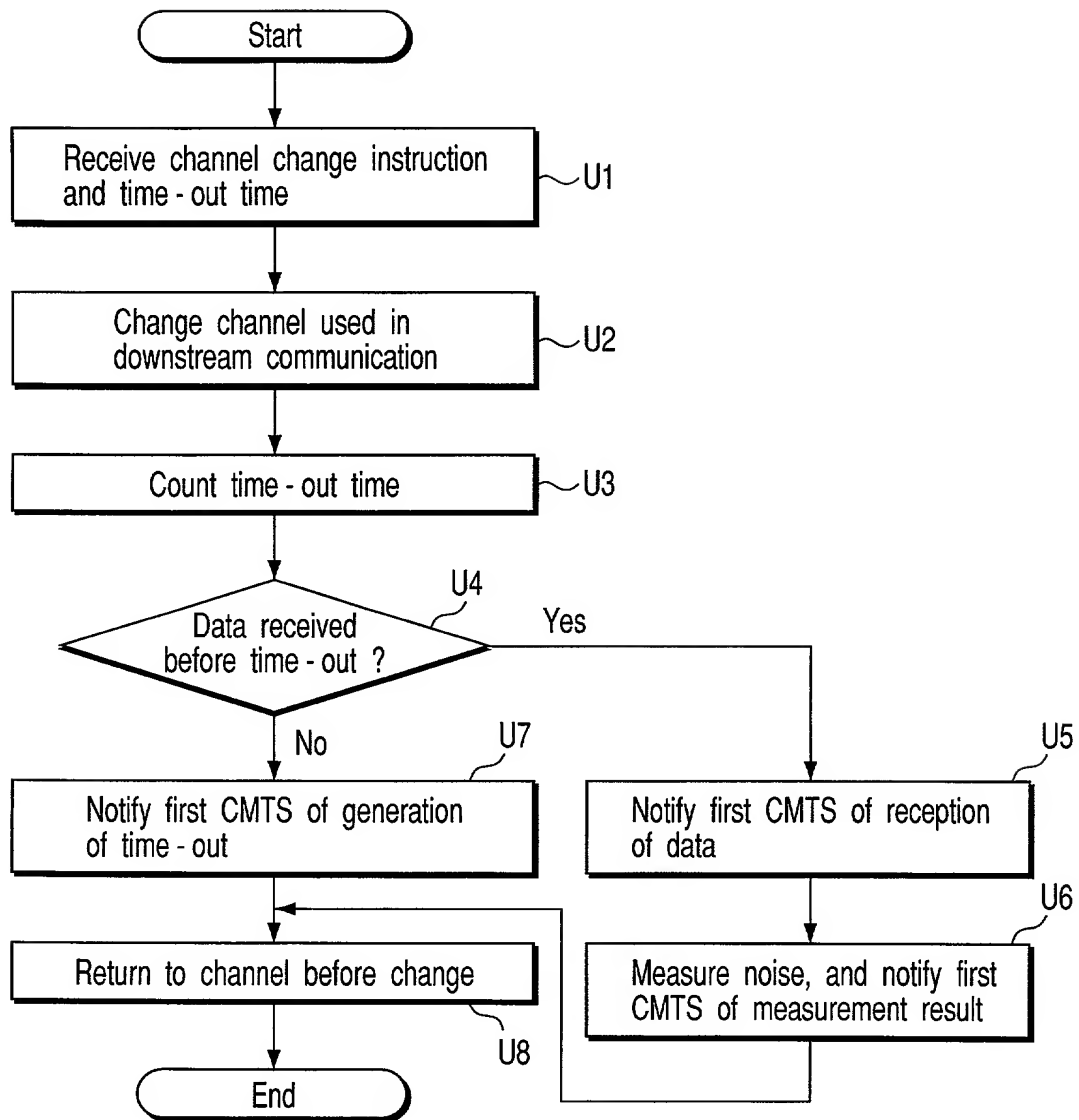 Start
Receive channel change instruction
and time - out time
U1
Change channel used in
downstream communication
U2
Count time - out time
U3
U4
Data received
before time - out ?
Yes
No
U7
Notify first CMTS of generation
of time - out
U5
Notify first CMTS of reception
of data
U6
Measure noise, and notify first
CMTS of measurement result
Return to channel before change
U8
End